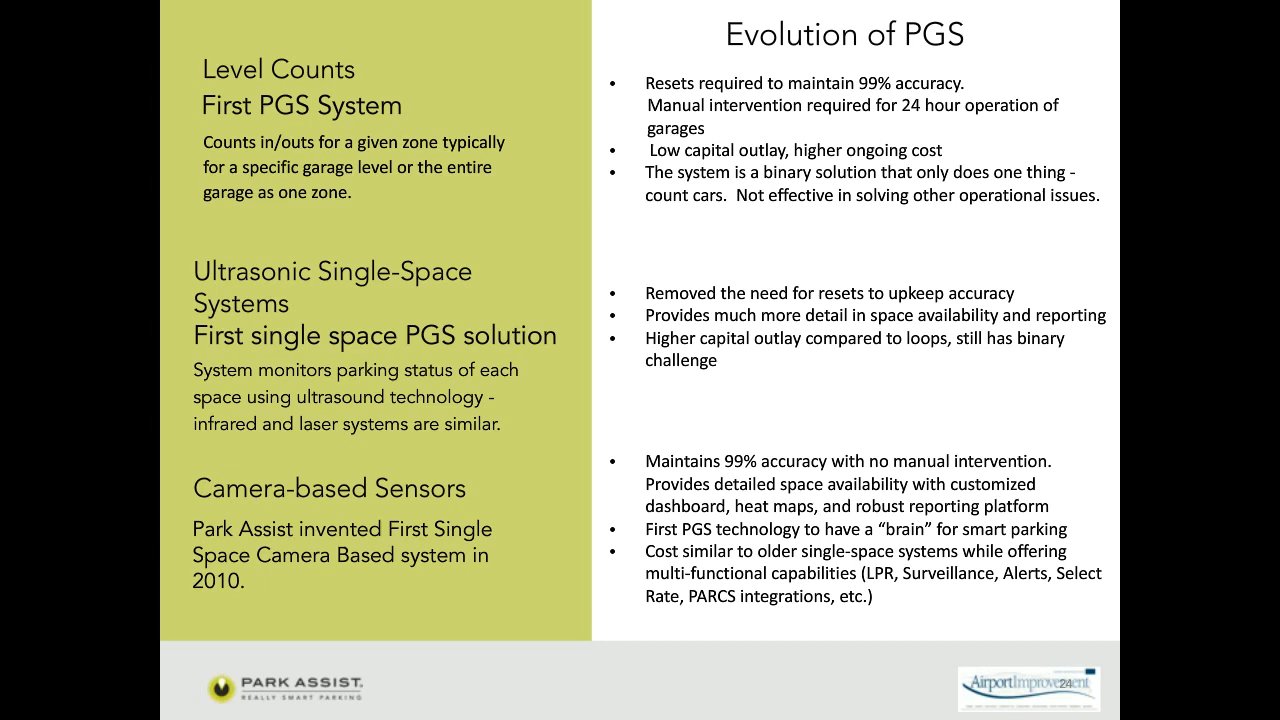 Evolution of PGS
Level Counts
First PGS System
Counts in/outs for a given zone typically
for a specific garage level or the entire
garage as one zone.
• Resets required to maintain 99% accuracy.
Manual intervention required for 24 hour operation of
garages
• Low capital outlay, higher ongoing cost
• The system is a binary solution that only does one thing -
count cars. Not effective in solving other operational issues.
Ultrasonic Single-Space
Systems
First single space PGS solution
System monitors parking status of each
space using ultrasound technology -
infrared and laser systems are similar.
• Removed the need for resets to upkeep accuracy
• Provides much more detail in space availability and reporting
• Higher capital outlay compared to loops, still has binary
challenge
Camera-based Sensors
Park Assist invented First Single
Space Camera Based system in
2010.
• Maintains 99% accuracy with no manual intervention.
Provides detailed space availability with customized
dashboard, heat maps, and robust reporting platform
• First PGS technology to have a “brain” for smart parking
• Cost similar to older single-space systems while offering
multi-functional capabilities (LPR, Surveillance, Alerts, Select
Rate, PARCS integrations, etc.)
PARK ASSIST.
REALLY SMART PARKING
AirportImprovement
24